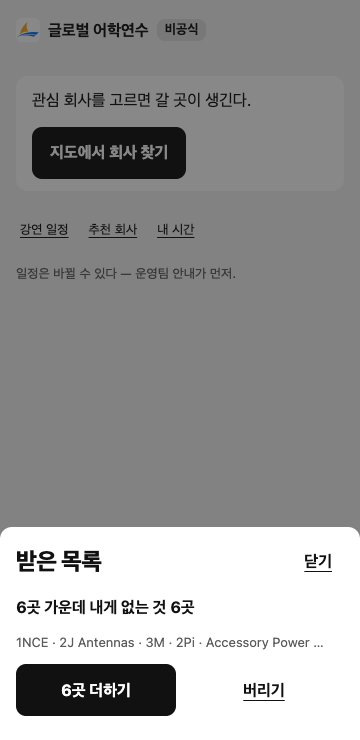 글로벌 어학연수 비공식
관심 회사를 고르면 갈 곳이 생긴다.
지도에서 회사 찾기
강연 일정 추천 회사 내 시간
일정은 바뀔 수 있다 — 운영팀 안내가 먼저.
받은 목록 닫기
6곳 가운데 내게 없는 것 6곳
1NCE · 2J Antennas · 3M · 2Pi · Accessory Power ...
6곳 더하기 버리기